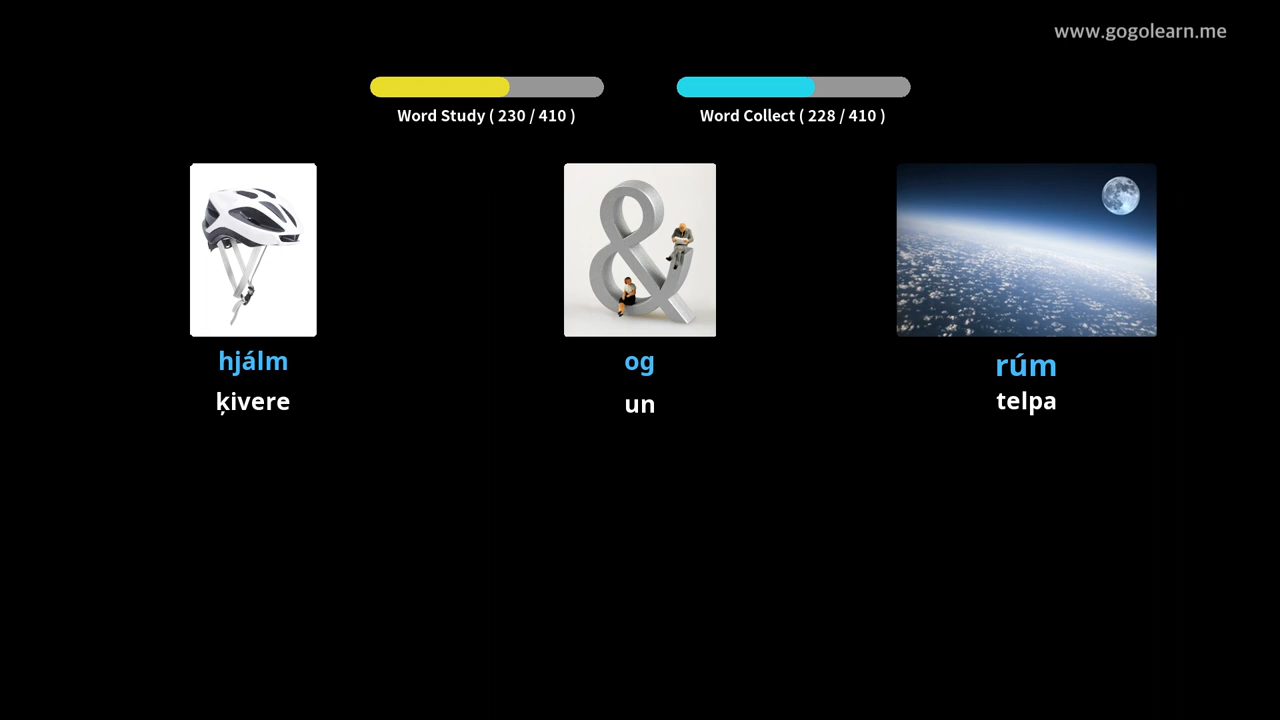 www.gogolearn.me
Word Study ( 230 / 410 )
Word Collect ( 228 / 410 )
&
hjálm
ķivere
og
un
rúm
telpa